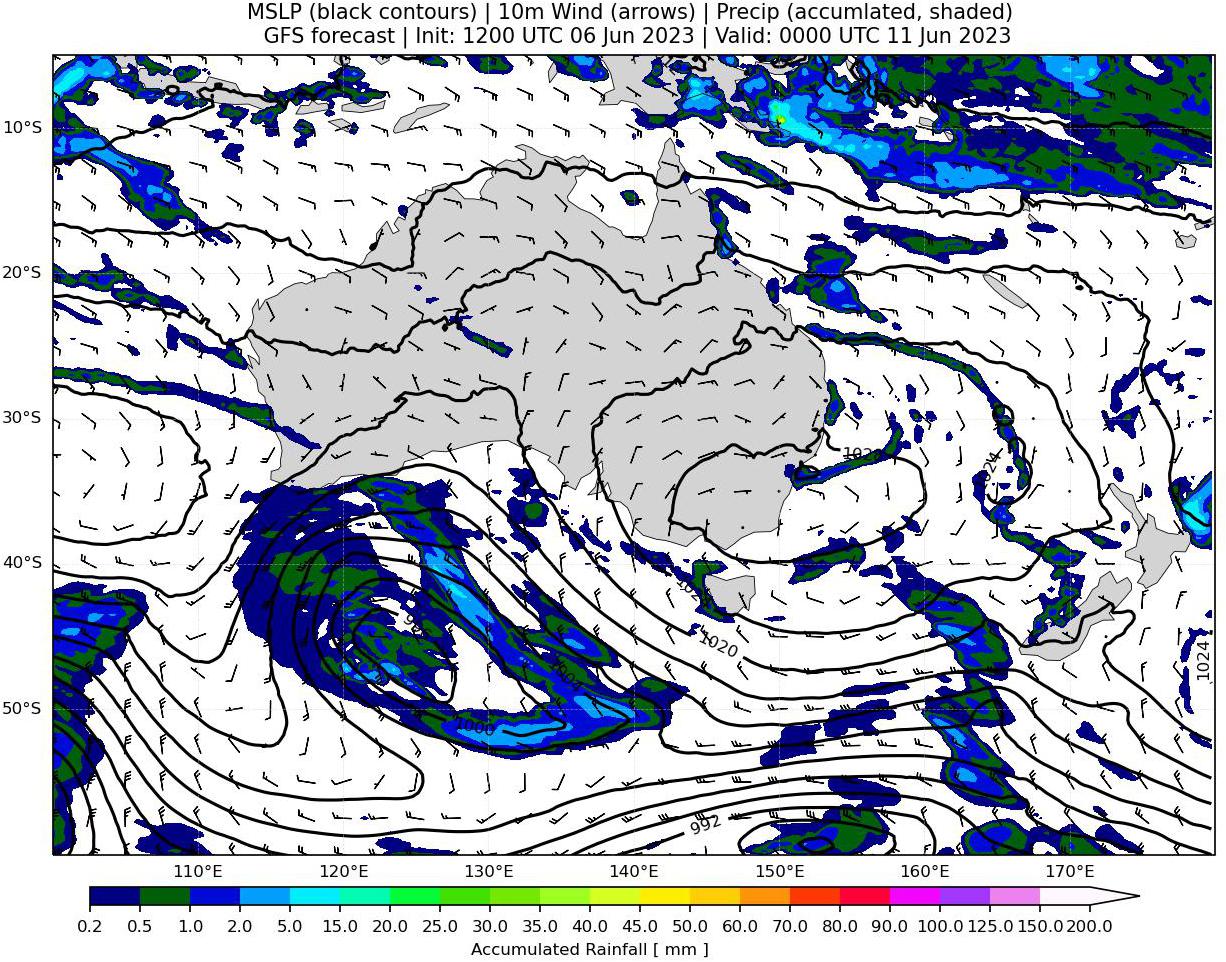 MSLP (black contours) | 10m Wind (arrows) | Precip (accumlated, shaded)
GFS forecast | Init: 1200 UTC 06 Jun 2023 | Valid: 0000 UTC 11 Jun 2023
10°S
20°S
30°S
40°S
50°S
1028
1020
1024
1000
992
110°E
120°E
130°E
140°E
150°E
160°E
170°E
0.2 0.5 1.0 2.0 5.0 10.0 15.0 20.0 25.0 30.0 35.0 40.0 45.0 50.0 60.0 70.0 80.0 90.0 100.0 125.0 150.0 200.0
Accumulated Rainfall [ mm ]